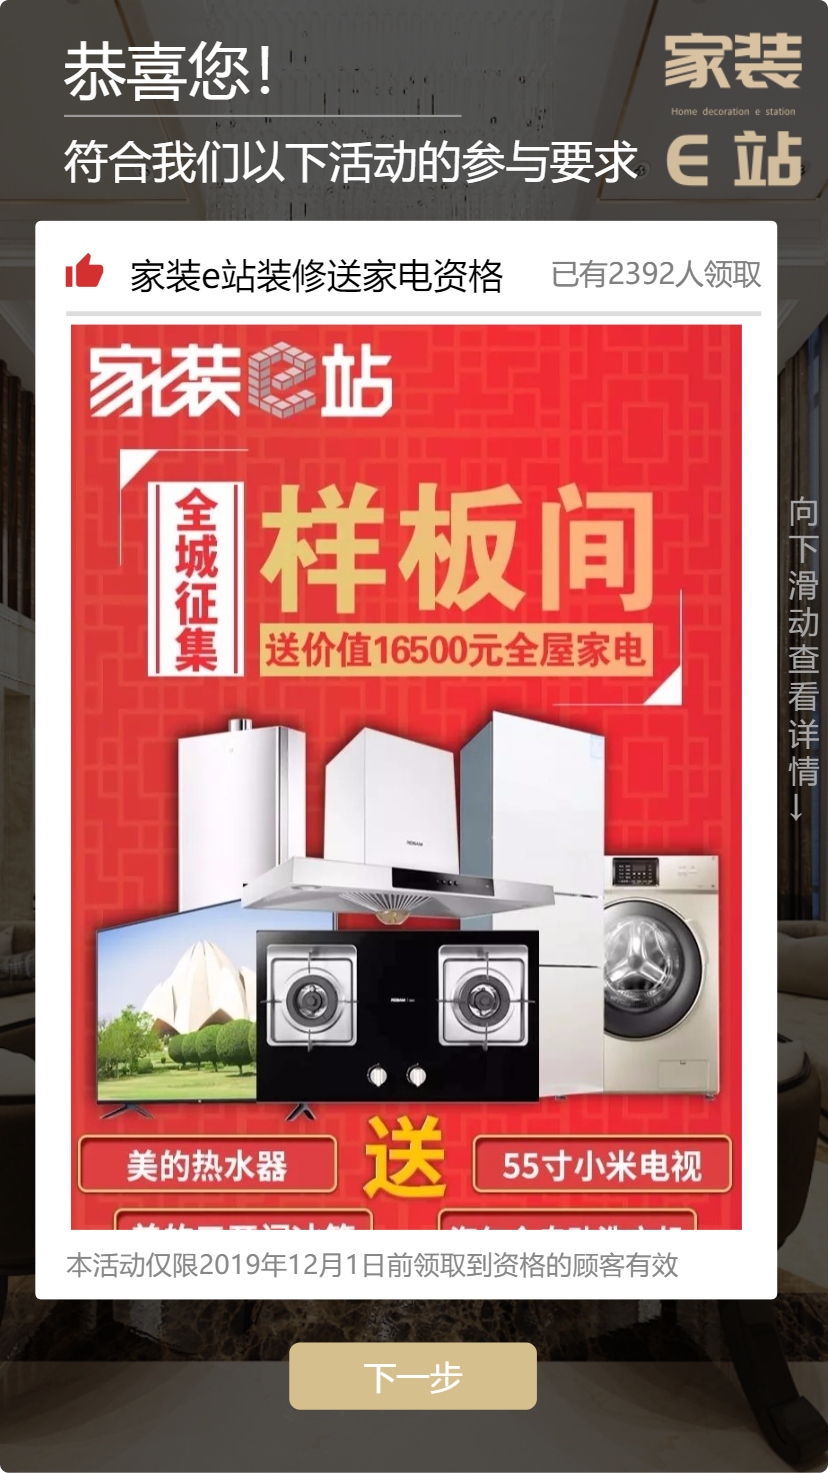 恭喜您！
家装
Home decoration e station
E 站
符合我们以下活动的参与要求
家装e站装修送家电资格
已有2392人领取
家装e站
全城征集
样板间
送价值16500元全屋家电
向下滑动查看详情↓
ROBAM
美的热水器
送
55寸小米电视
本活动仅限2019年12月1日前领取到资格的顾客有效
下一步